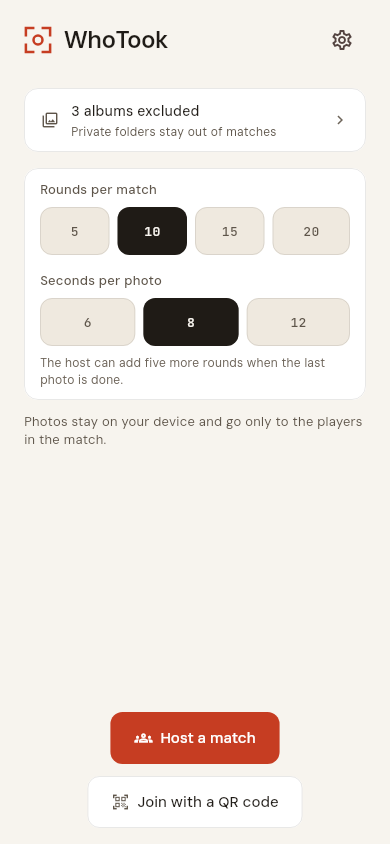 WhoTook
3 albums excluded
Private folders stay out of matches
Rounds per match
5 10 15 20
Seconds per photo
6 8 12
The host can add five more rounds when the last
photo is done.
Photos stay on your device and go only to the players
in the match.
Host a match
Join with a QR code